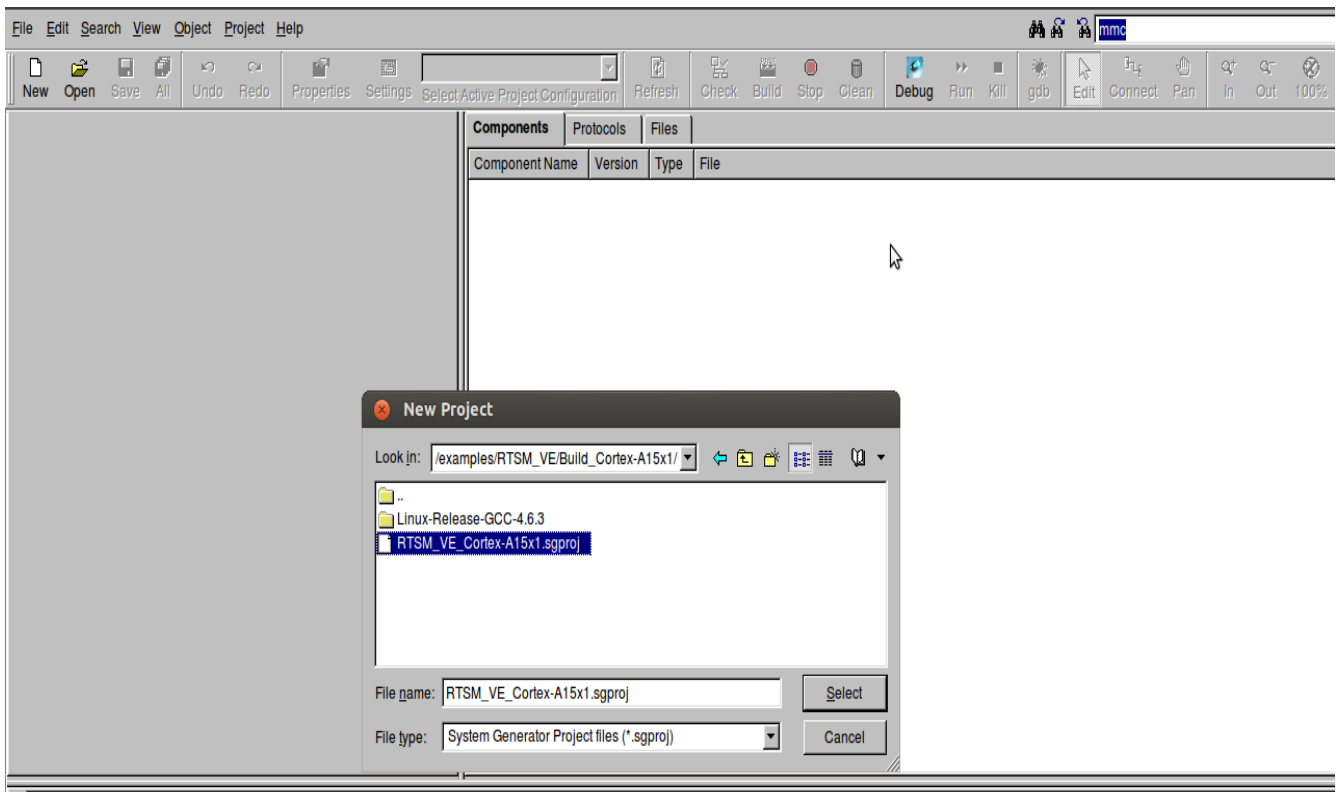 File Edit Search View Object Project Help mmc
New Open Save All Undo Redo Properties Settings Select Active Project Configuration Refresh Check Build Stop Clean Debug Run Kill gdb Edit Connect Pan In Out 100%
Components Protocols Files
Component Name Version Type File
New Project
Look in: /examples/RTSM_VE/Build_Cortex-A15x1/
..
Linux-Release-GCC-4.6.3
RTSM_VE_Cortex-A15x1.sgproj
File name: RTSM_VE_Cortex-A15x1.sgproj Select
File type: System Generator Project files (*.sgproj) Cancel